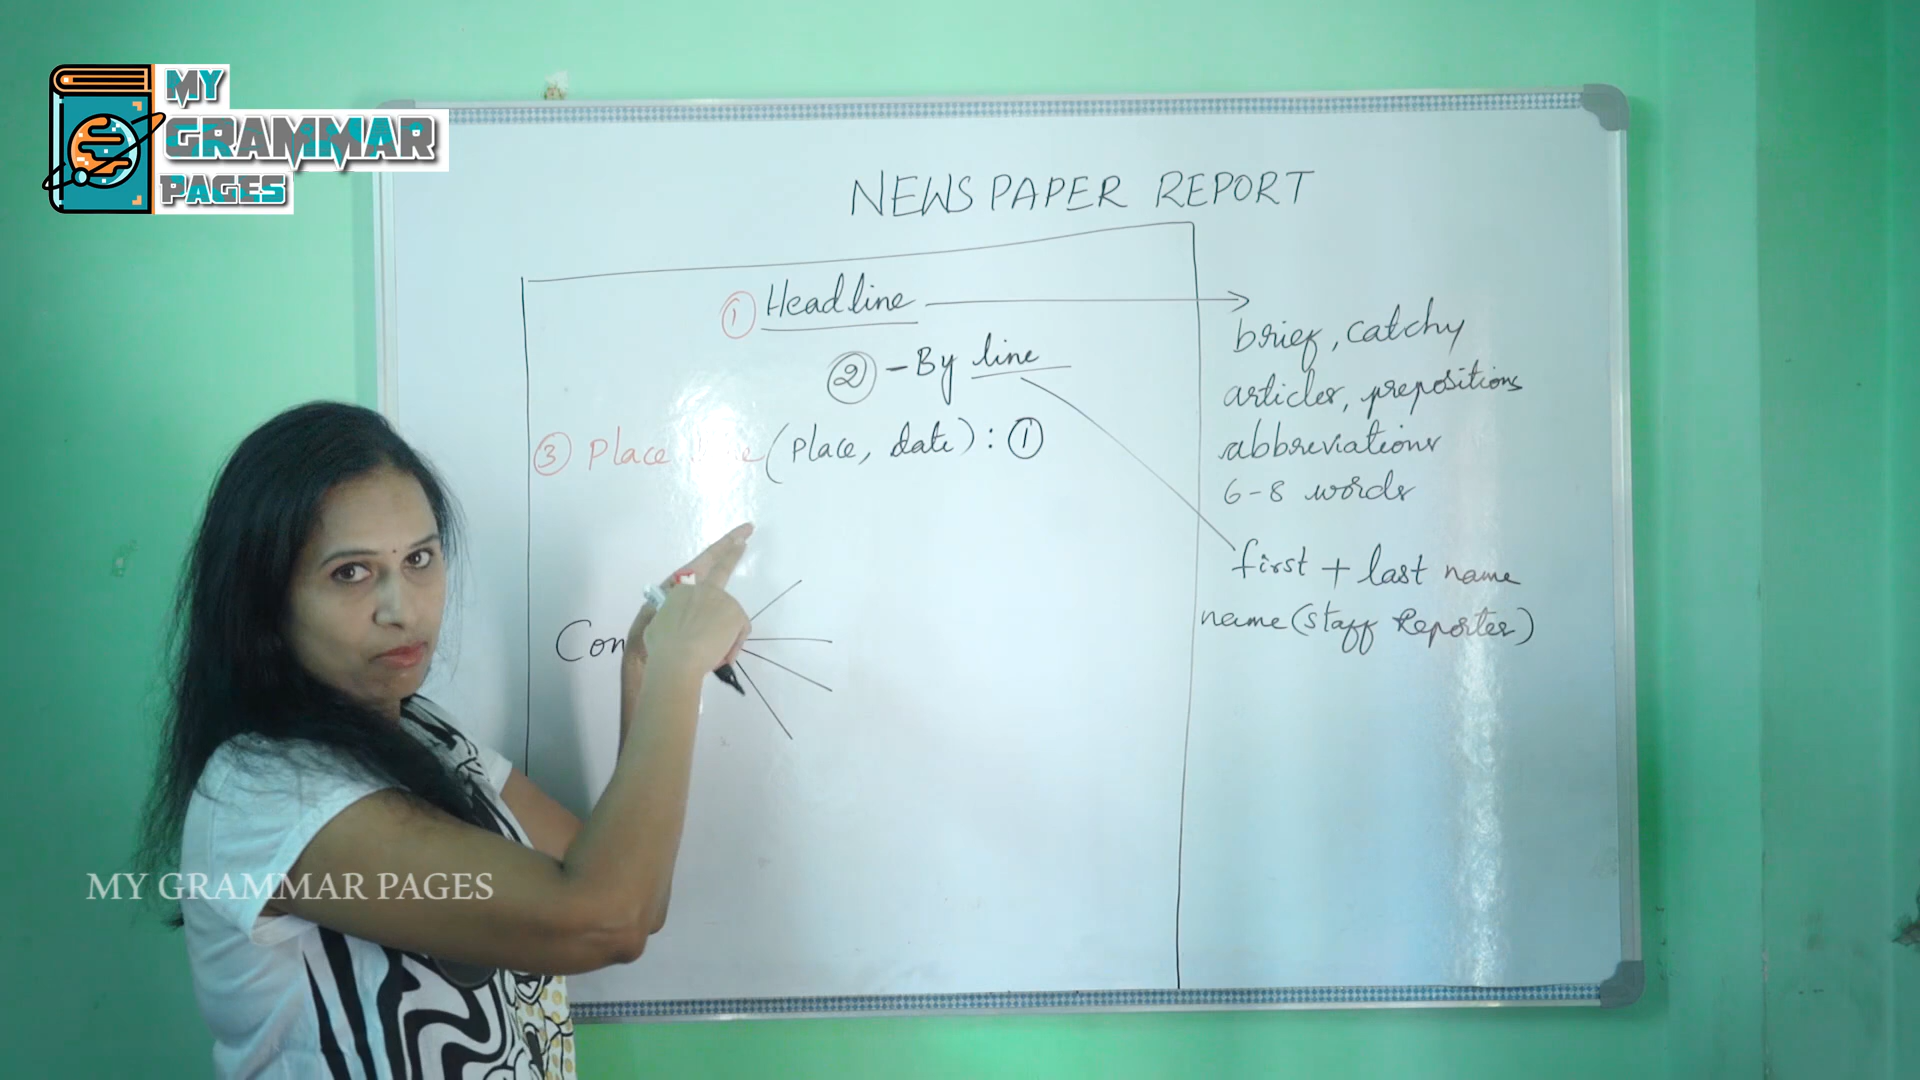 MY
GRAMMAR
PAGES
NEWSPAPER REPORT
① Headline
② - By line
③ Place (Place, date) : ①
brief, catchy
articles, prepositions
abbreviations
6-8 words
first + last name
name (Staff Reporter)
MY GRAMMAR PAGES